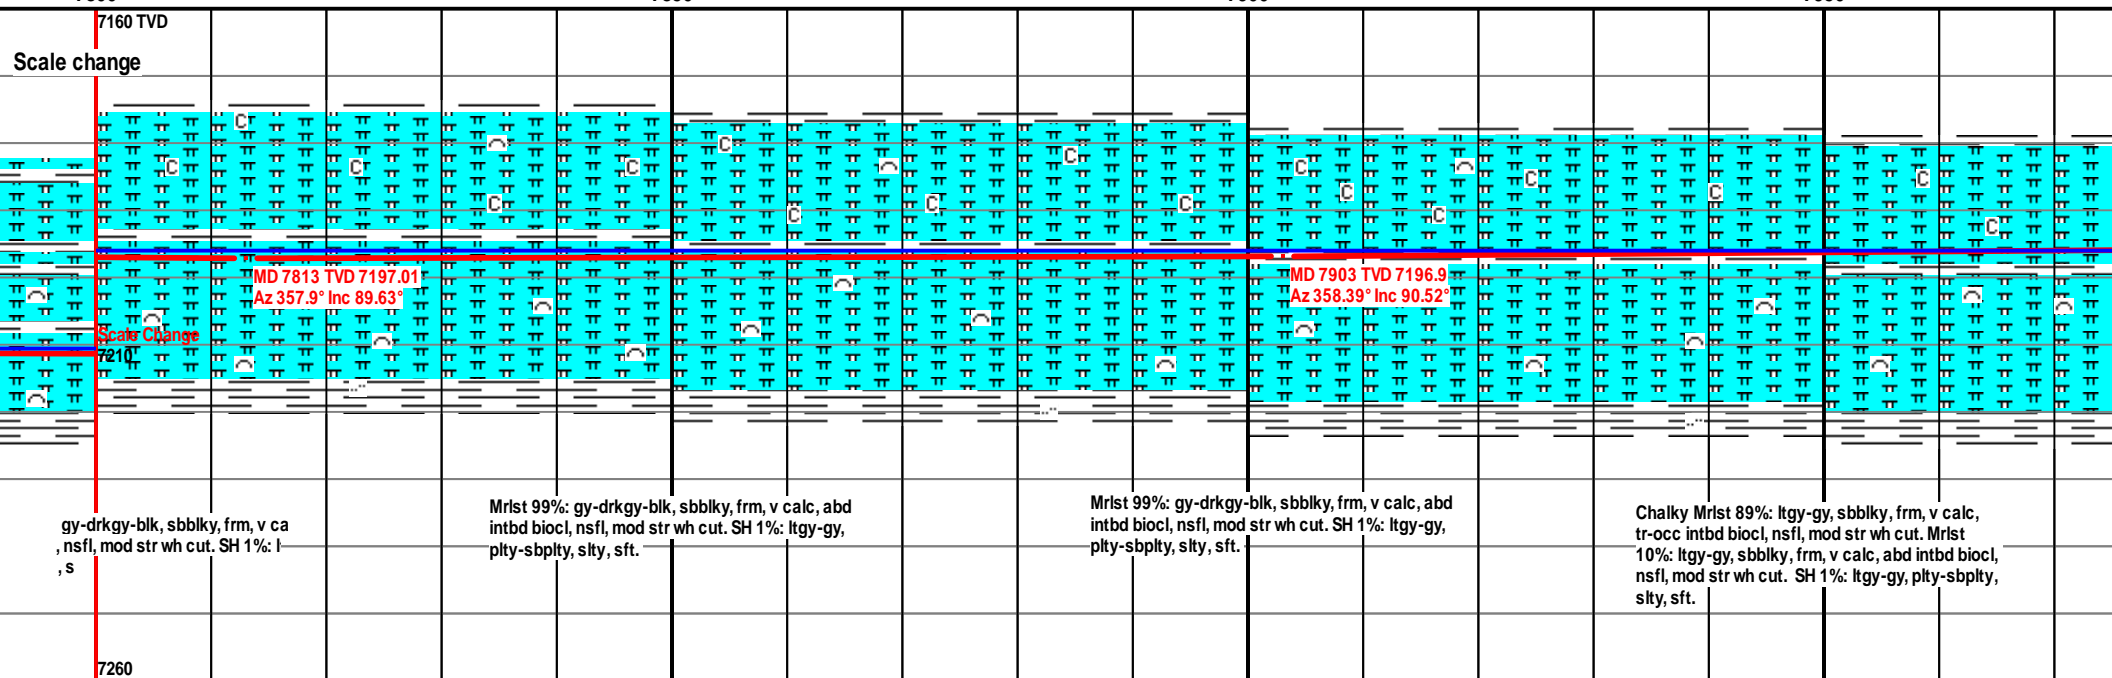 7160 TVD
Scale change
MD 7813 TVD 7197.01
Az 357.9° Inc 89.63°
MD 7903 TVD 7196.9
Az 358.39° Inc 90.52°
Scale Change
7210
gy-drkgy-blk, sbblky, frm, v ca
, nsfl, mod str wh cut. SH 1%:
, s
Mrlst 99%: gy-drkgy-blk, sbblky, frm, v calc, abd
intbd biocl, nsfl, mod str wh cut. SH 1%: ltgy-gy,
plty-sbplty, slty, sft.
Mrlst 99%: gy-drkgy-blk, sbblky, frm, v calc, abd
intbd biocl, nsfl, mod str wh cut. SH 1%: ltgy-gy,
plty-sbplty, slty, sft.
Chalky Mrlst 89%: ltgy-gy, sbblky, frm, v calc,
tr-occ intbd biocl, nsfl, mod str wh cut. Mrlst
10%: ltgy-gy, sbblky, frm, v calc, abd intbd biocl,
nsfl, mod str wh cut. SH 1%: ltgy-gy, plty-sbplty,
slty, sft.
7260